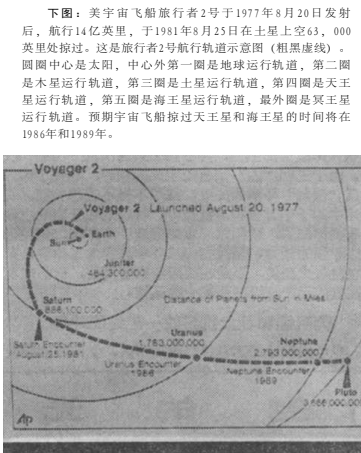 下图：美宇宙飞船旅行者2号于1977年8月20日发射
后，航行14亿英里，于1981年8月25日在土星上空63，000
英里处掠过。这是旅行者2号航行轨道示意图（粗黑虚线）。
圆圈中心是太阳，中心外第一圈是地球运行轨道，第二圈
是木星运行轨道，第三圈是土星运行轨道，第四圈是天王
星运行轨道，第五圈是海王星运行轨道，最外圈是冥王星
运行轨道。预期宇宙飞船掠过天王星和海王星的时间将在
1986年和1989年。
Voyager 2
Voyager 2 Launched August 20, 1977
Earth
Sun
Jupiter
484,300,000
Saturn
886,100,000
Distance of Planets from Sun in Miles
Saturn Encounter
August 25, 1981
Uranus
1,783,000,000
Uranus Encounter
1986
Neptune
2,793,000,000
Neptune Encounter
1989
Pluto
3,666,000,000
AP